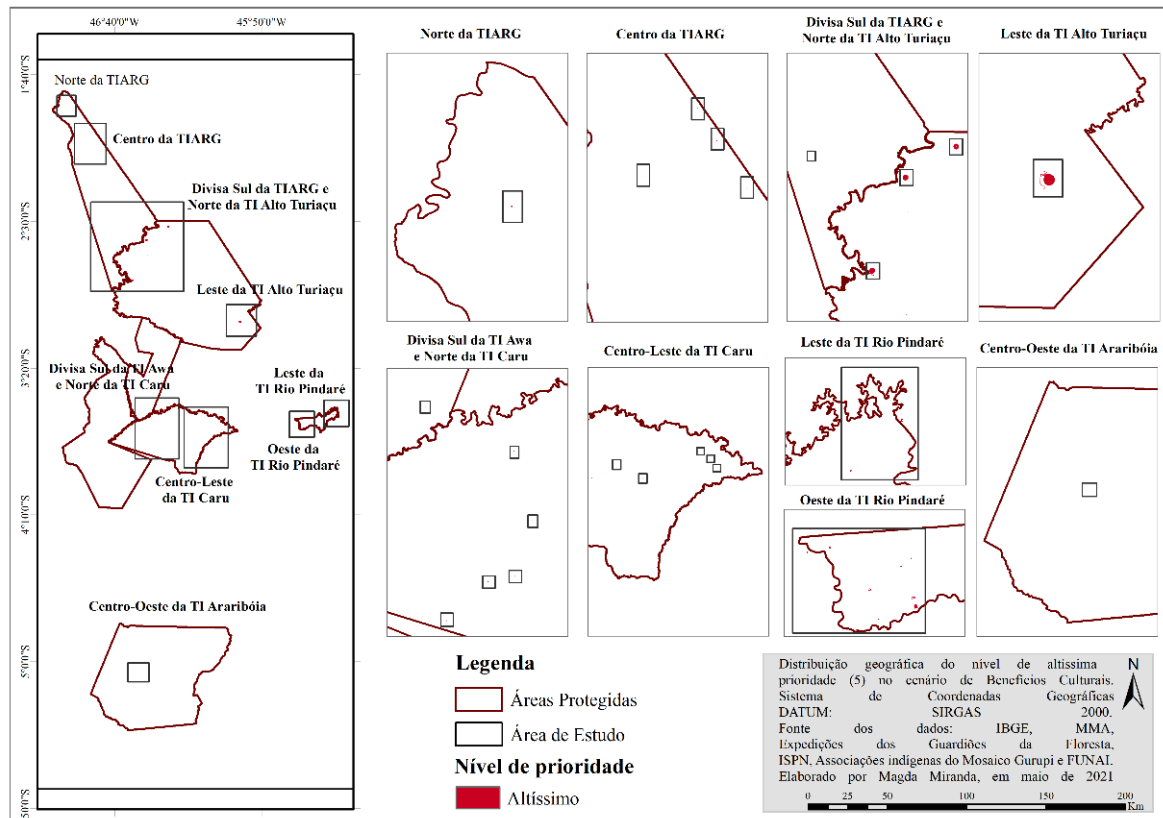 46°40'0"W
45°50'0"W
1°40'0"S
2°30'0"S
3°20'0"S
4°10'0"S
5°0'0"S
50'0"S
Norte da TIARG
Centro da TIARG
Divisa Sul da TIARG e
Norte da TI Alto Turiaçu
Leste da TI Alto Turiaçu
Divisa Sul da TI Awa
e Norte da TI Caru
Leste da
TI Rio Pindaré
Oeste da
TI Rio Pindaré
Centro-Leste
da TI Caru
Centro-Oeste da TI Arariboia
Norte da TIARG
Centro da TIARG
Divisa Sul da TIARG e
Norte da TI Alto Turiaçu
Leste da TI Alto Turiaçu
Divisa Sul da TI Awa
e Norte da TI Caru
Centro-Leste da TI Caru
Leste da TI Rio Pindaré
Oeste da TI Rio Pindaré
Centro-Oeste da TI Araribóia
Legenda
Áreas Protegidas
Área de Estudo
Nível de prioridade
Altíssimo
Distribuição geográfica do nível de altíssima
prioridade (5) no cenário de Benefícios Culturais.
Sistema de Coordenadas Geográficas
DATUM: SIRGAS 2000.
Fonte dos dados: IBGE, MMA,
Expedições dos Guardiões da Floresta,
ISPN, Associações indígenas do Mosaico Gurupi e FUNAI.
Elaborado por Magda Miranda, em maio de 2021
N
0 25 50 100 150 200
Km